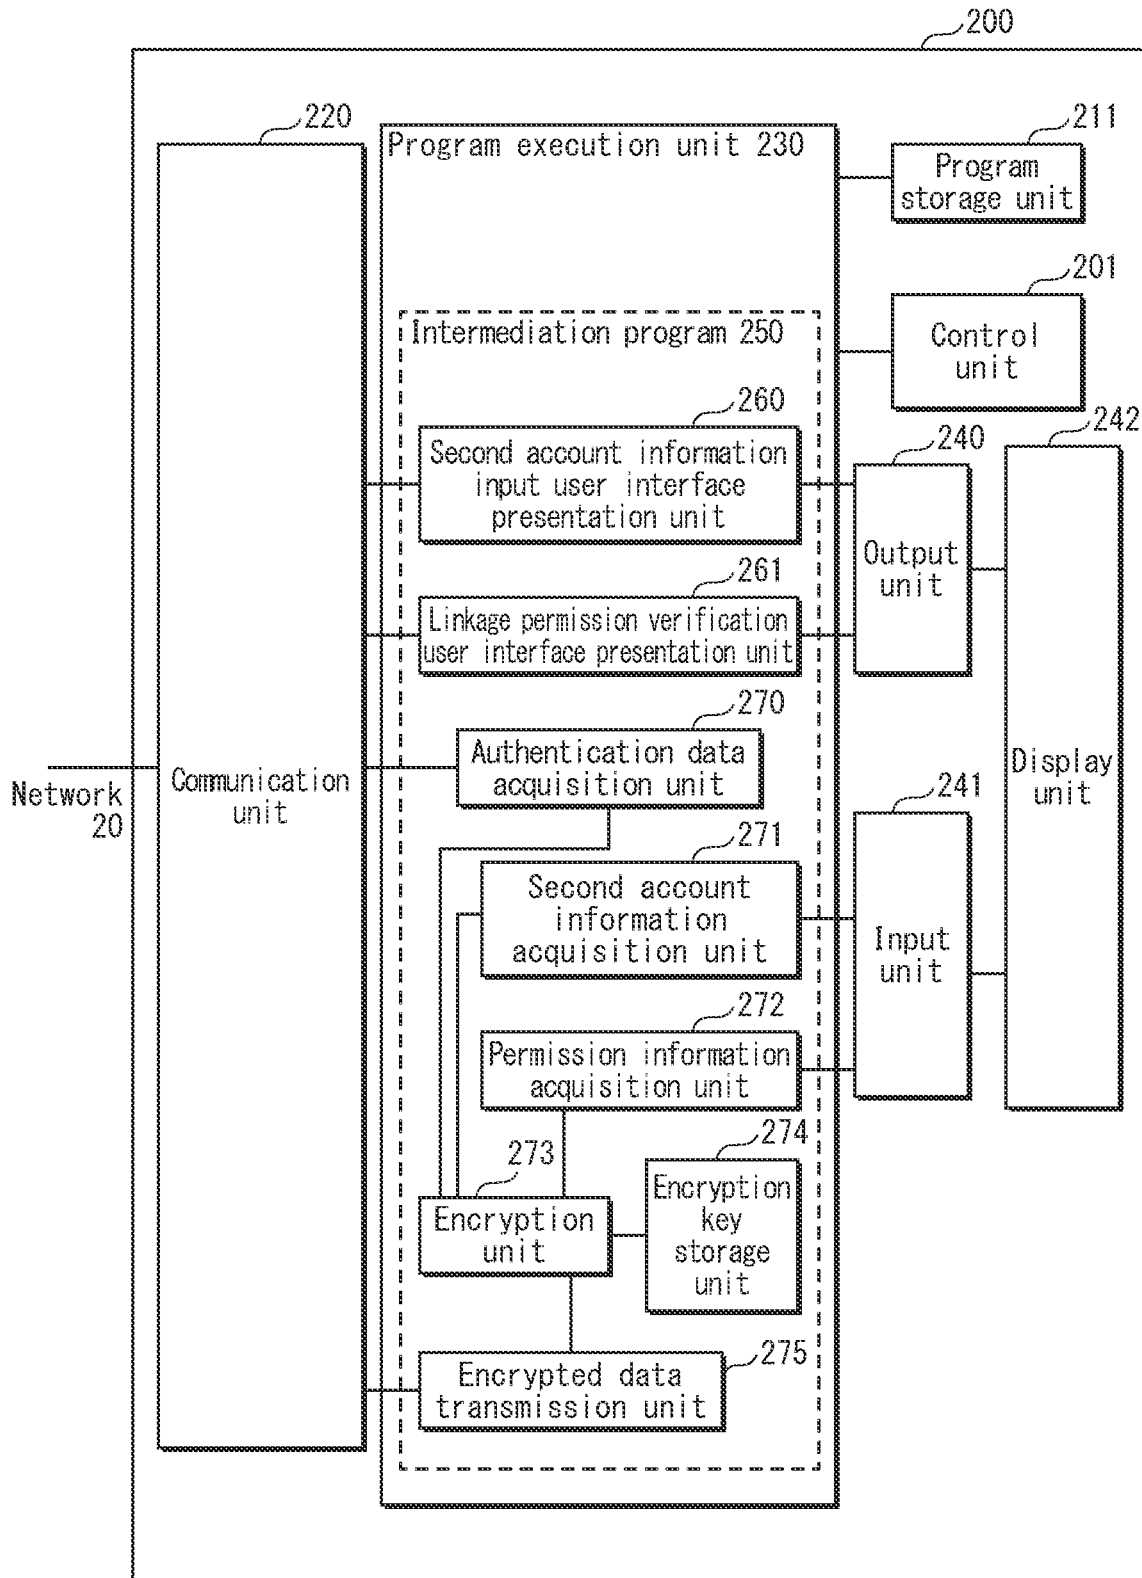 200
220
Program execution unit 230
211
Program
storage unit
201
Control
unit
Intermediation program 250
260
Second account information
input user interface
presentation unit
240
242
Output
unit
261
Linkage permission verification
user interface presentation unit
270
Authentication data
acquisition unit
Network
20
Communication
unit
Display
unit
241
271
Second account
information
acquisition unit
Input
unit
272
Permission information
acquisition unit
273
274
Encryption
unit
Encryption
key
storage
unit
275
Encrypted data
transmission unit